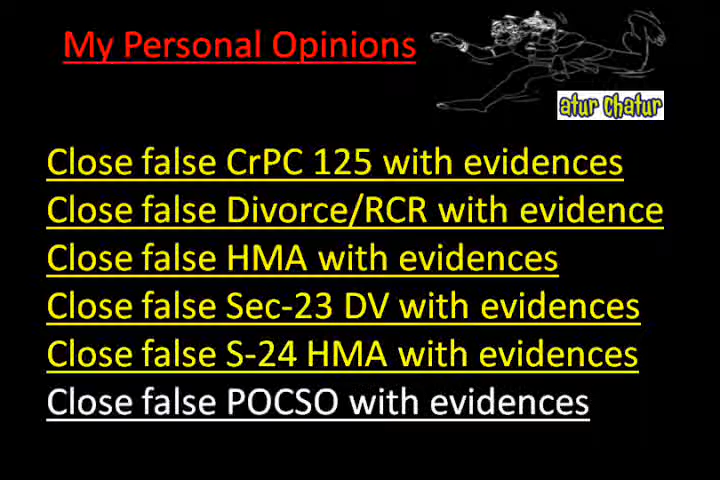 My Personal Opinions
atur Chatur
Close false CrPC 125 with evidences
Close false Divorce/RCR with evidence
Close false HMA with evidences
Close false Sec-23 DV with evidences
Close false S-24 HMA with evidences
Close false POCSO with evidences